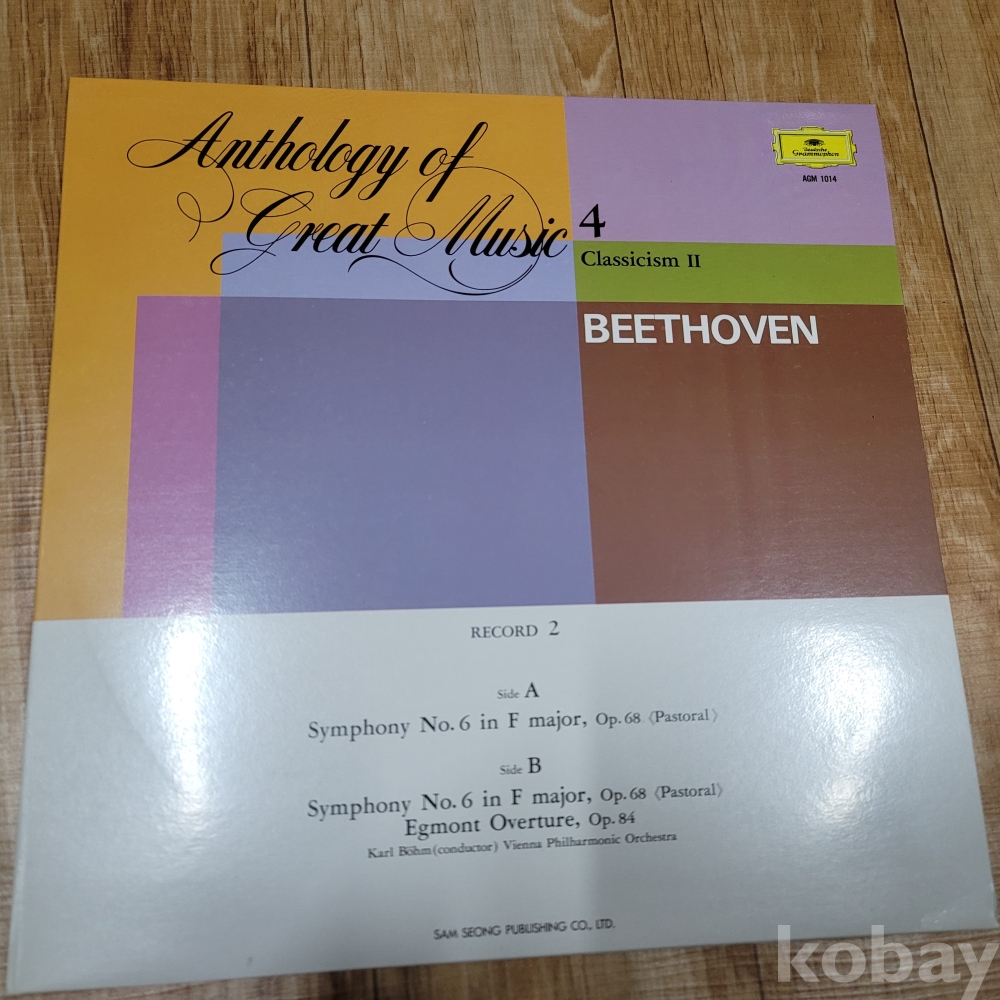 Anthology of
Great Music
Deutsche
Grammophon
AGM 1014
4
Classicism II
BEETHOVEN
RECORD 2
Side A
Symphony No. 6 in F major, Op. 68 〈Pastoral〉
Side B
Symphony No. 6 in F major, Op. 68 〈Pastoral〉
Egmont Overture, Op. 84
Karl Böhm (conductor) Vienna Philharmonic Orchestra
SAM SEONG PUBLISHING CO., LTD.
kobay